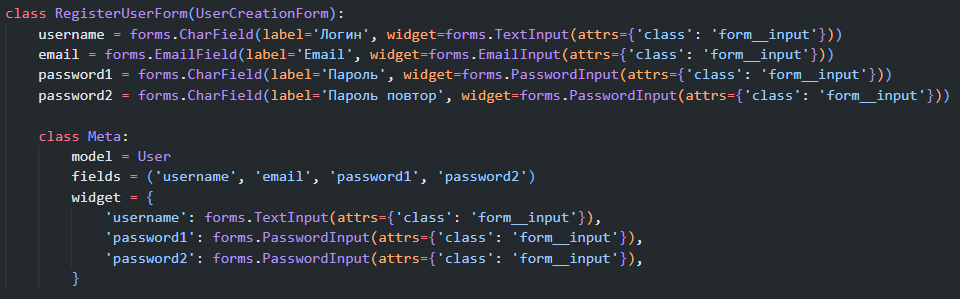 class RegisterUserForm(UserCreationForm):
    username = forms.CharField(label='Логин', widget=forms.TextInput(attrs={'class': 'form__input'}))
    email = forms.EmailField(label='Email', widget=forms.EmailInput(attrs={'class': 'form__input'}))
    password1 = forms.CharField(label='Пароль', widget=forms.PasswordInput(attrs={'class': 'form__input'}))
    password2 = forms.CharField(label='Пароль повтор', widget=forms.PasswordInput(attrs={'class': 'form__input'}))
    class Meta:
        model = User
        fields = ('username', 'email', 'password1', 'password2')
        widget = {
            'username': forms.TextInput(attrs={'class': 'form__input'}),
            'password1': forms.PasswordInput(attrs={'class': 'form__input'}),
            'password2': forms.PasswordInput(attrs={'class': 'form__input'}),
        }